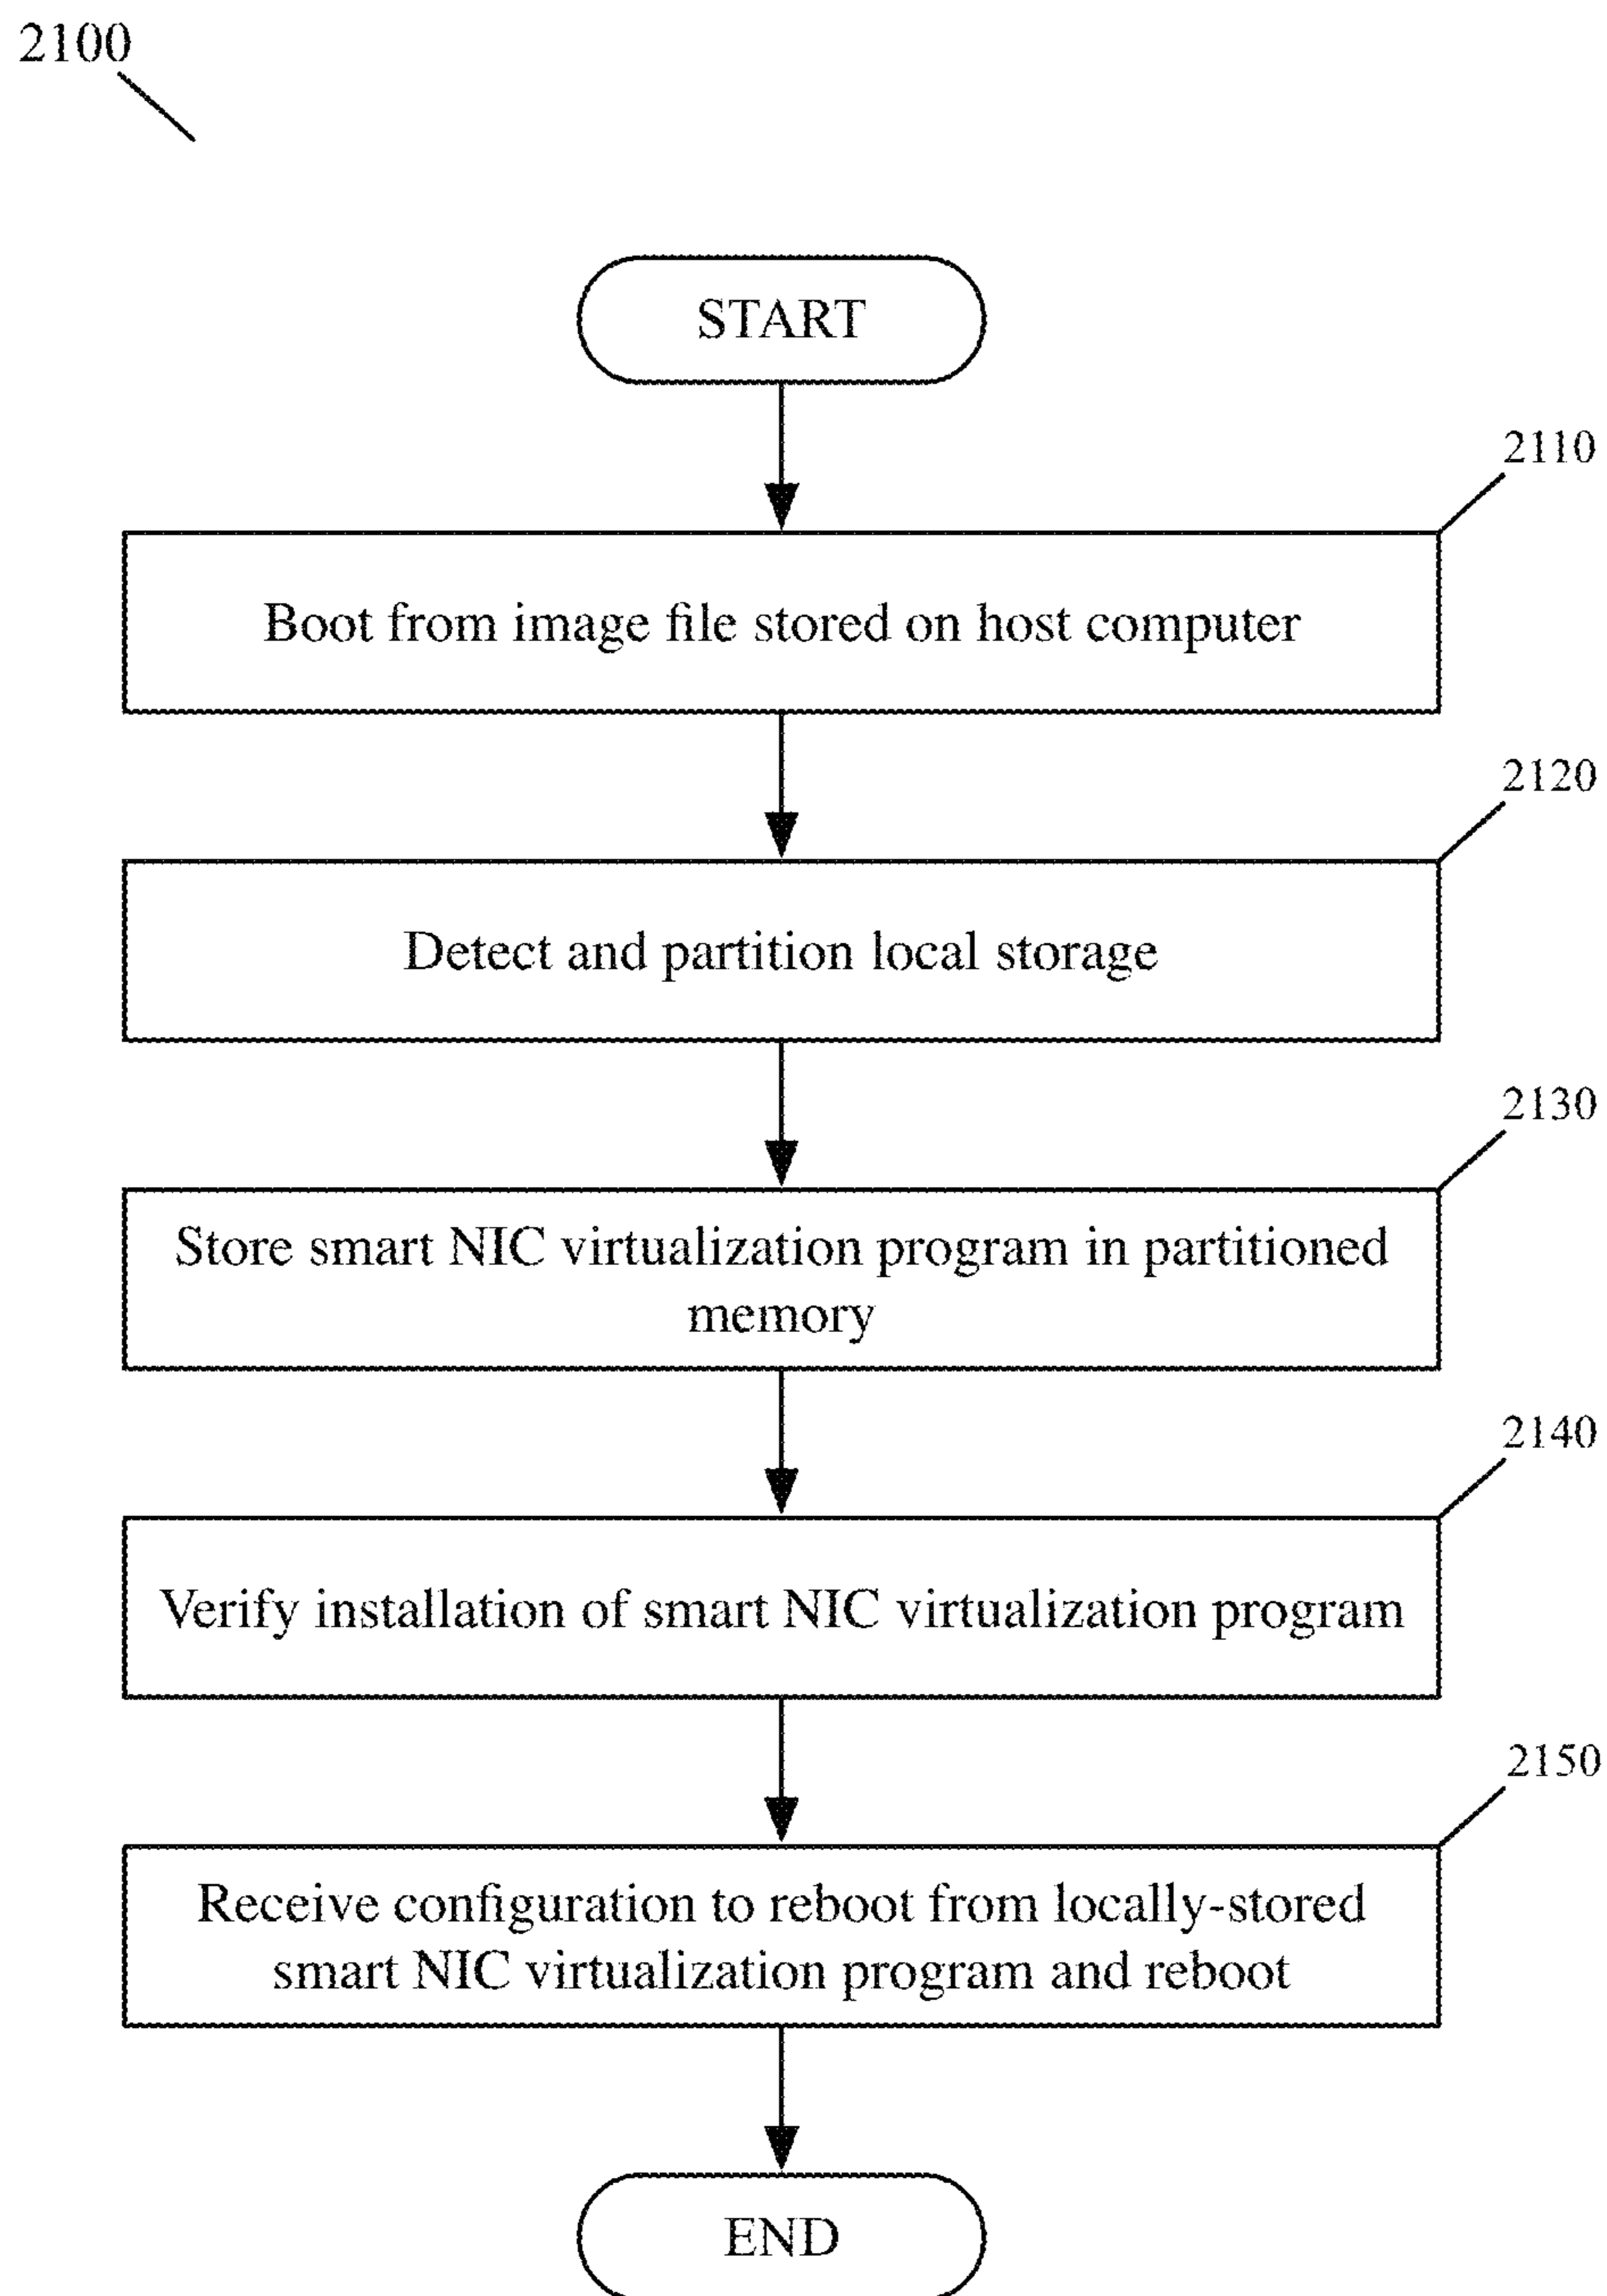 2100
START
2110
Boot from image file stored on host computer
2120
Detect and partition local storage
2130
Store smart NIC virtualization program in partitioned
memory
2140
Verify installation of smart NIC virtualization program
2150
Receive configuration to reboot from locally-stored
smart NIC virtualization program and reboot
END